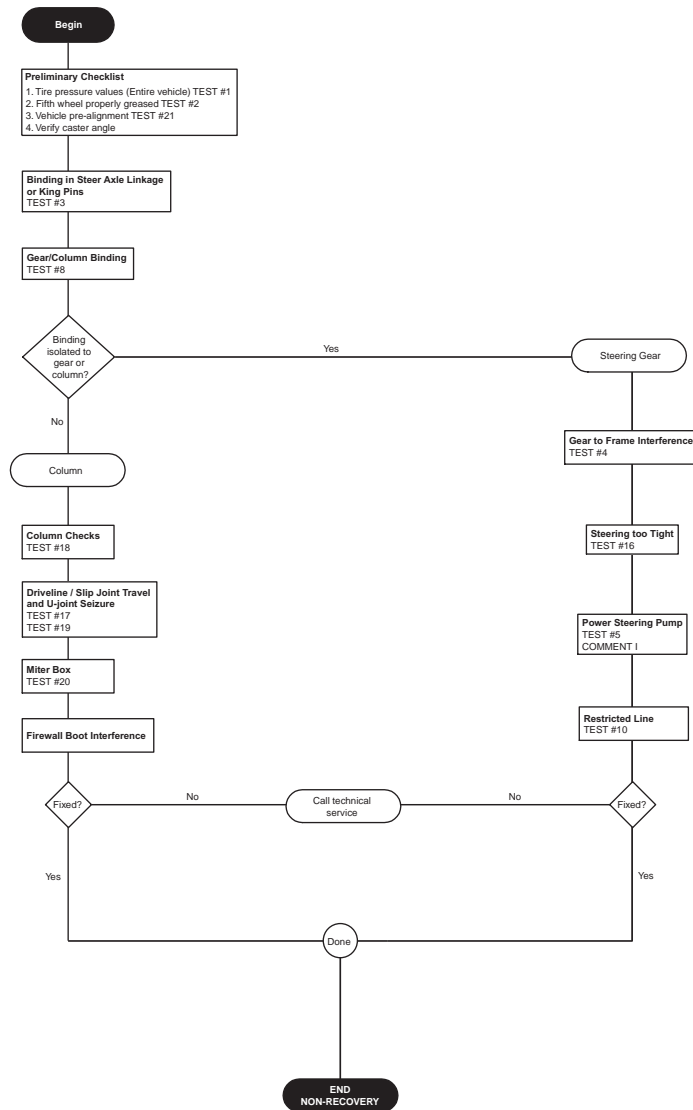 Begin
Preliminary Checklist
1. Tire pressure values (Entire vehicle) TEST #1
2. Fifth wheel properly greased TEST #2
3. Vehicle pre-alignment TEST #21
4. Verify caster angle
Binding in Steer Axle Linkage
or King Pins
TEST #3
Gear/Column Binding
TEST #8
Binding
isolated to
gear or
column?
Yes
Steering Gear
No
Column
Gear to Frame Interference
TEST #4
Column Checks
TEST #18
Steering too Tight
TEST #16
Driveline / Slip Joint Travel
and U-joint Seizure
TEST #17
TEST #19
Power Steering Pump
TEST #5
COMMENT I
Miter Box
TEST #20
Firewall Boot Interference
Restricted Line
TEST #10
Fixed?
No
Call technical
service
No
Fixed?
Yes
Yes
Done
END
NON-RECOVERY